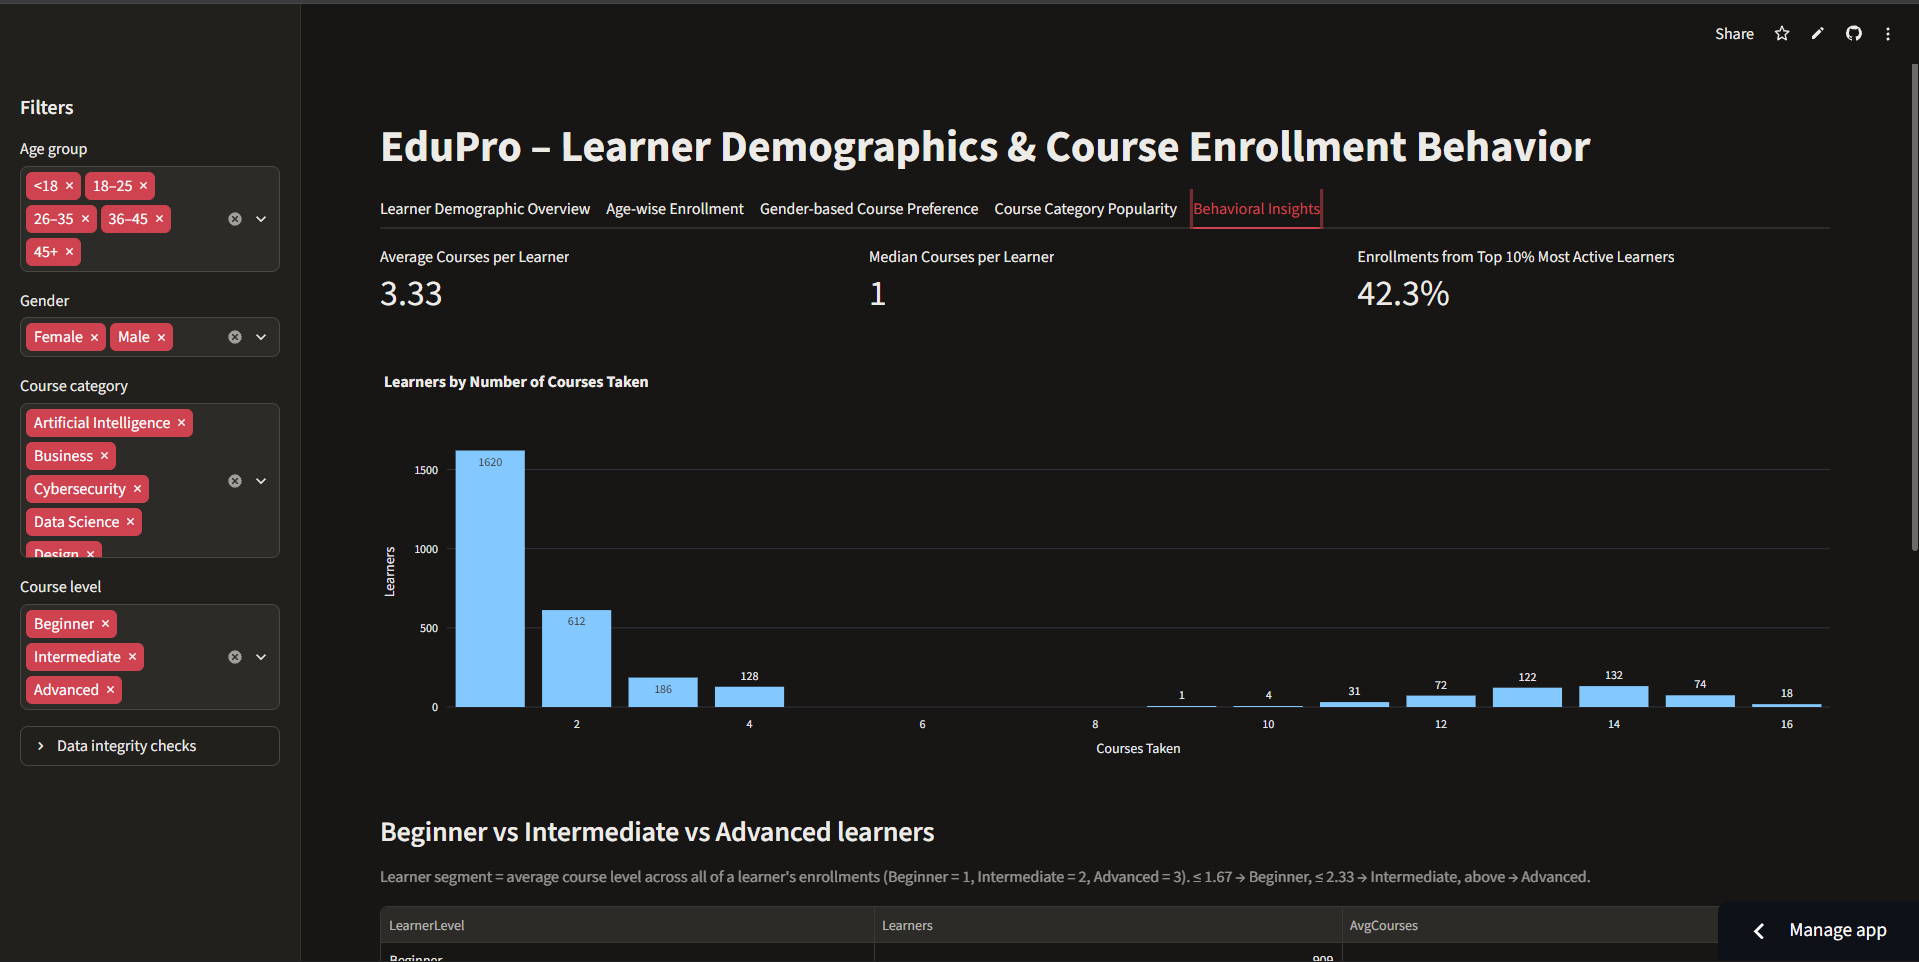 Share
Filters
Age group
<18 ×
18–25 ×
26–35 ×
36–45 ×
45+ ×
Gender
Female ×
Male ×
Course category
Artificial Intelligence ×
Business ×
Cybersecurity ×
Data Science ×
Design ×
Course level
Beginner ×
Intermediate ×
Advanced ×
Data integrity checks
EduPro – Learner Demographics & Course Enrollment Behavior
Learner Demographic Overview
Age-wise Enrollment
Gender-based Course Preference
Course Category Popularity
Behavioral Insights
Average Courses per Learner
3.33
Median Courses per Learner
1
Enrollments from Top 10% Most Active Learners
42.3%
Learners by Number of Courses Taken
Learners
1500
1000
500
0
1620
612
186
128
1
4
31
72
122
132
74
18
2
4
6
8
10
12
14
16
Courses Taken
Beginner vs Intermediate vs Advanced learners
Learner segment = average course level across all of a learner's enrollments (Beginner = 1, Intermediate = 2, Advanced = 3). ≤ 1.67 → Beginner, ≤ 2.33 → Intermediate, above → Advanced.
LearnerLevel
Learners
AvgCourses
Beginner
909
Manage app